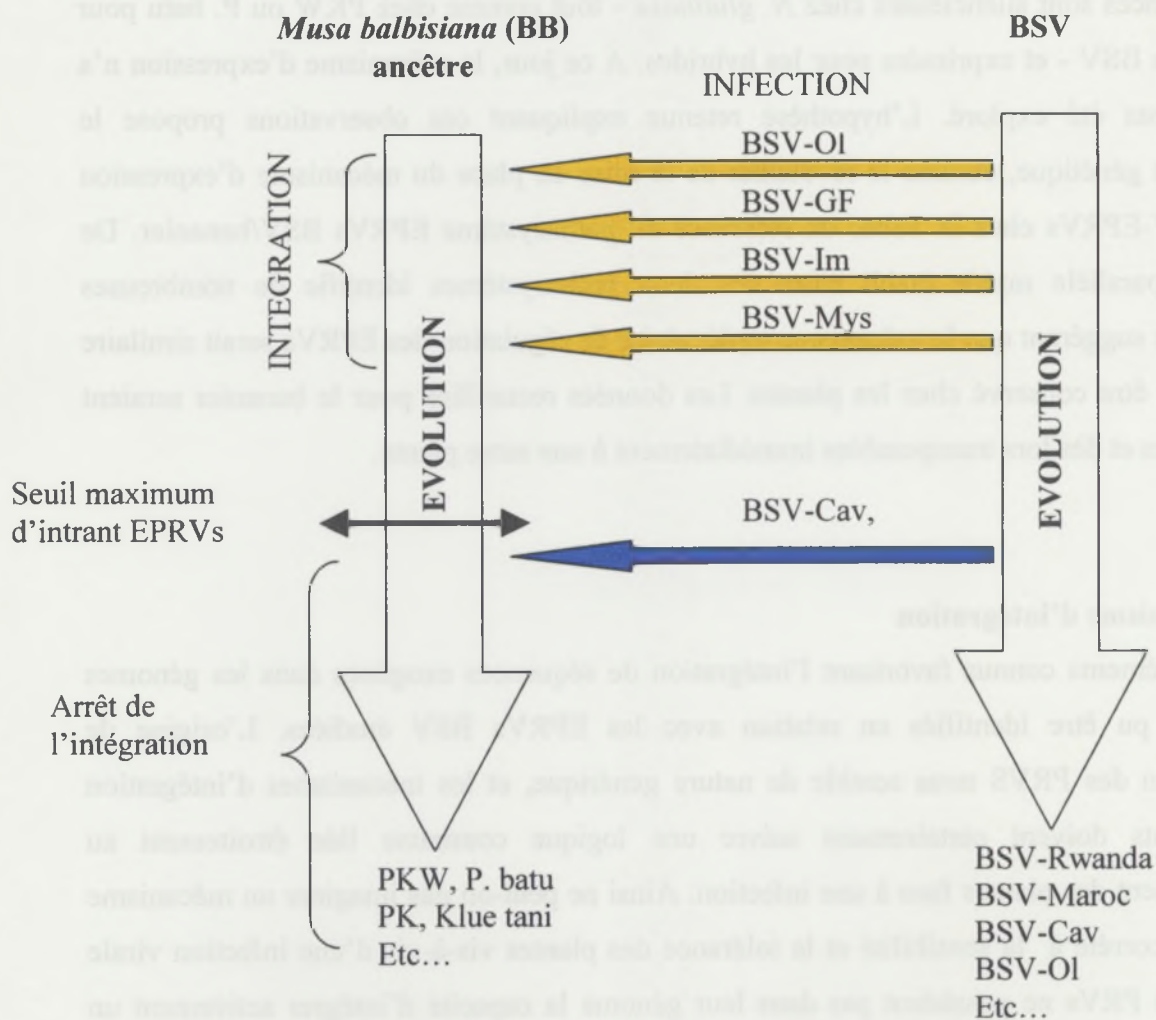 Musa balbisiana (BB)
ancêtre
BSV
INFECTION
INTEGRATION
BSV-Ol
BSV-GF
BSV-Im
BSV-Mys
EVOLUTION
EVOLUTION
Seuil maximum
d'intrant EPRVs
BSV-Cav,
Arrêt de
l'intégration
PKW, P. batu
PK, Klue tani
Etc…
BSV-Rwanda
BSV-Maroc
BSV-Cav
BSV-Ol
Etc…